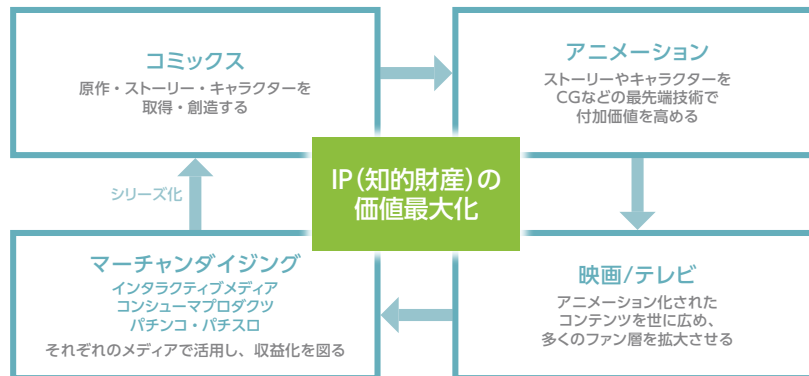 コミックス
原作・ストーリー・キャラクターを
取得・創造する
アニメーション
ストーリーやキャラクターを
CGなどの最先端技術で
付加価値を高める
IP(知的財産)の
価値最大化
シリーズ化
マーチャンダイジング
インタラクティブメディア
コンシューマプロダクツ
パチンコ・パチスロ
それぞれのメディアで活用し、収益化を図る
映画/テレビ
アニメーション化された
コンテンツを世に広め、
多くのファン層を拡大させる